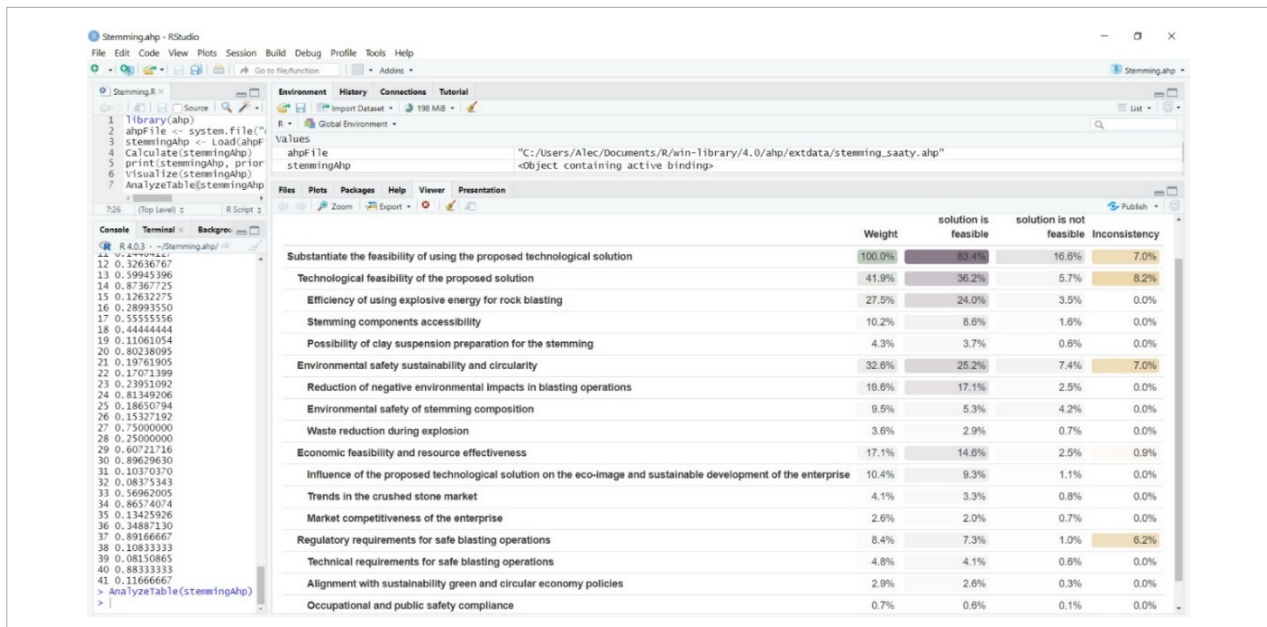 Stemming.ahp - RStudio
File Edit Code View Plots Session Build Debug Profile Tools Help
Go to file/function Addins
Stemming.ahp
Stemming.R
Source
1 library(ahp)
2 ahpFile <- system.file("
3 stemmingAhp <- Load(ahpF
4 Calculate(stemmingAhp)
5 print(stemmingAhp, prior
6 Visualize(stemmingAhp)
7 AnalyzeTable(stemmingAhp
7:26 (Top Level) R Script
Console Terminal Backgrou
R 4.0.3 · ~/Stemming.ahp/
12 0.32636767
13 0.59945396
14 0.87367725
15 0.12632275
16 0.28993550
17 0.55555556
18 0.44444444
19 0.11061054
20 0.80238095
21 0.19761905
22 0.17071399
23 0.23951092
24 0.81349206
25 0.18650794
26 0.15327192
27 0.75000000
28 0.25000000
29 0.60721716
30 0.89629630
31 0.10370370
32 0.08375343
33 0.56962005
34 0.86574074
35 0.13425926
36 0.34887130
37 0.89166667
38 0.10833333
39 0.08150865
40 0.88333333
41 0.11666667
> AnalyzeTable(stemmingAhp)
>
Environment History Connections Tutorial
Import Dataset 198 MiB List
R Global Environment
Values
ahpFile "C:/Users/Alec/Documents/R/win-library/4.0/ahp/extdata/stemming_saaty.ahp"
stemmingAhp <Object containing active binding>
Files Plots Packages Help Viewer Presentation
Zoom Export Publish
solution is solution is not
Weight feasible feasible Inconsistency
Substantiate the feasibility of using the proposed technological solution 100.0% 83.4% 16.6% 7.0%
Technological feasibility of the proposed solution 41.9% 36.2% 5.7% 8.2%
Efficiency of using explosive energy for rock blasting 27.5% 24.0% 3.5% 0.0%
Stemming components accessibility 10.2% 8.6% 1.6% 0.0%
Possibility of clay suspension preparation for the stemming 4.3% 3.7% 0.6% 0.0%
Environmental safety sustainability and circularity 32.6% 25.2% 7.4% 7.0%
Reduction of negative environmental impacts in blasting operations 19.6% 17.1% 2.5% 0.0%
Environmental safety of stemming composition 9.5% 5.3% 4.2% 0.0%
Waste reduction during explosion 3.6% 2.9% 0.7% 0.0%
Economic feasibility and resource effectiveness 17.1% 14.6% 2.5% 0.9%
Influence of the proposed technological solution on the eco-image and sustainable development of the enterprise 10.4% 9.3% 1.1% 0.0%
Trends in the crushed stone market 4.1% 3.3% 0.8% 0.0%
Market competitiveness of the enterprise 2.6% 2.0% 0.7% 0.0%
Regulatory requirements for safe blasting operations 8.4% 7.3% 1.0% 6.2%
Technical requirements for safe blasting operations 4.8% 4.1% 0.6% 0.0%
Alignment with sustainability green and circular economy policies 2.9% 2.6% 0.3% 0.0%
Occupational and public safety compliance 0.7% 0.6% 0.1% 0.0%